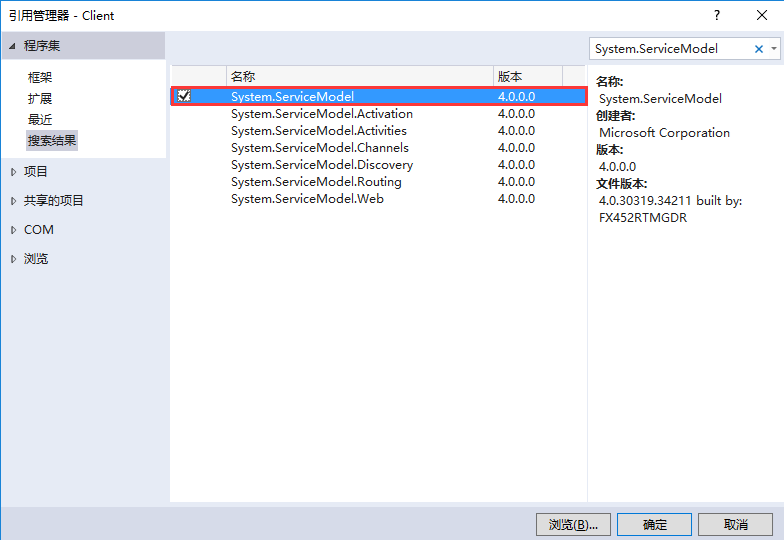 引用管理器 - Client
程序集
System.ServiceModel
框架
扩展
最近
搜索结果
项目
共享的项目
COM
浏览
名称 版本
System.ServiceModel 4.0.0.0
System.ServiceModel.Activation 4.0.0.0
System.ServiceModel.Activities 4.0.0.0
System.ServiceModel.Channels 4.0.0.0
System.ServiceModel.Discovery 4.0.0.0
System.ServiceModel.Routing 4.0.0.0
System.ServiceModel.Web 4.0.0.0
名称:
System.ServiceModel
创建者:
Microsoft Corporation
版本:
4.0.0.0
文件版本:
4.0.30319.34211 built by:
FX452RTMGDR
浏览(B)... 确定 取消